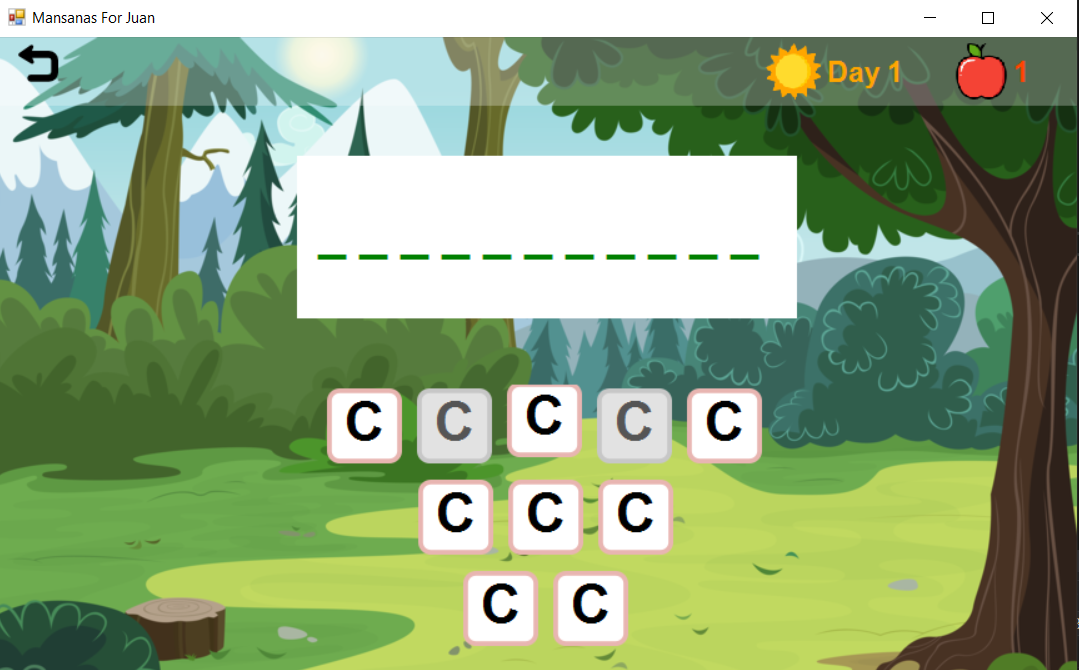 Mansanas For Juan
Day 1 1
_ _ _ _ _ _ _ _ _ _ _
C C C C C
C C C
C C